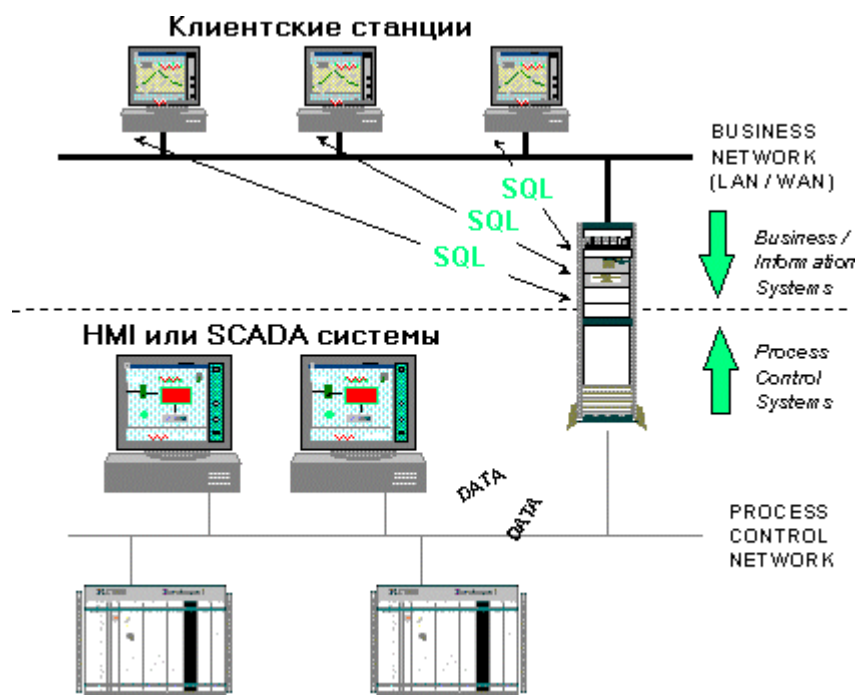 Клиентские станции
BUSINESS
NETWORK
(LAN / WAN)
SQL
SQL
SQL
Business /
Information
Systems
HMI или SCADA системы
Process
Control
Systems
DATA
DATA
PROCESS
CONTROL
NETWORK